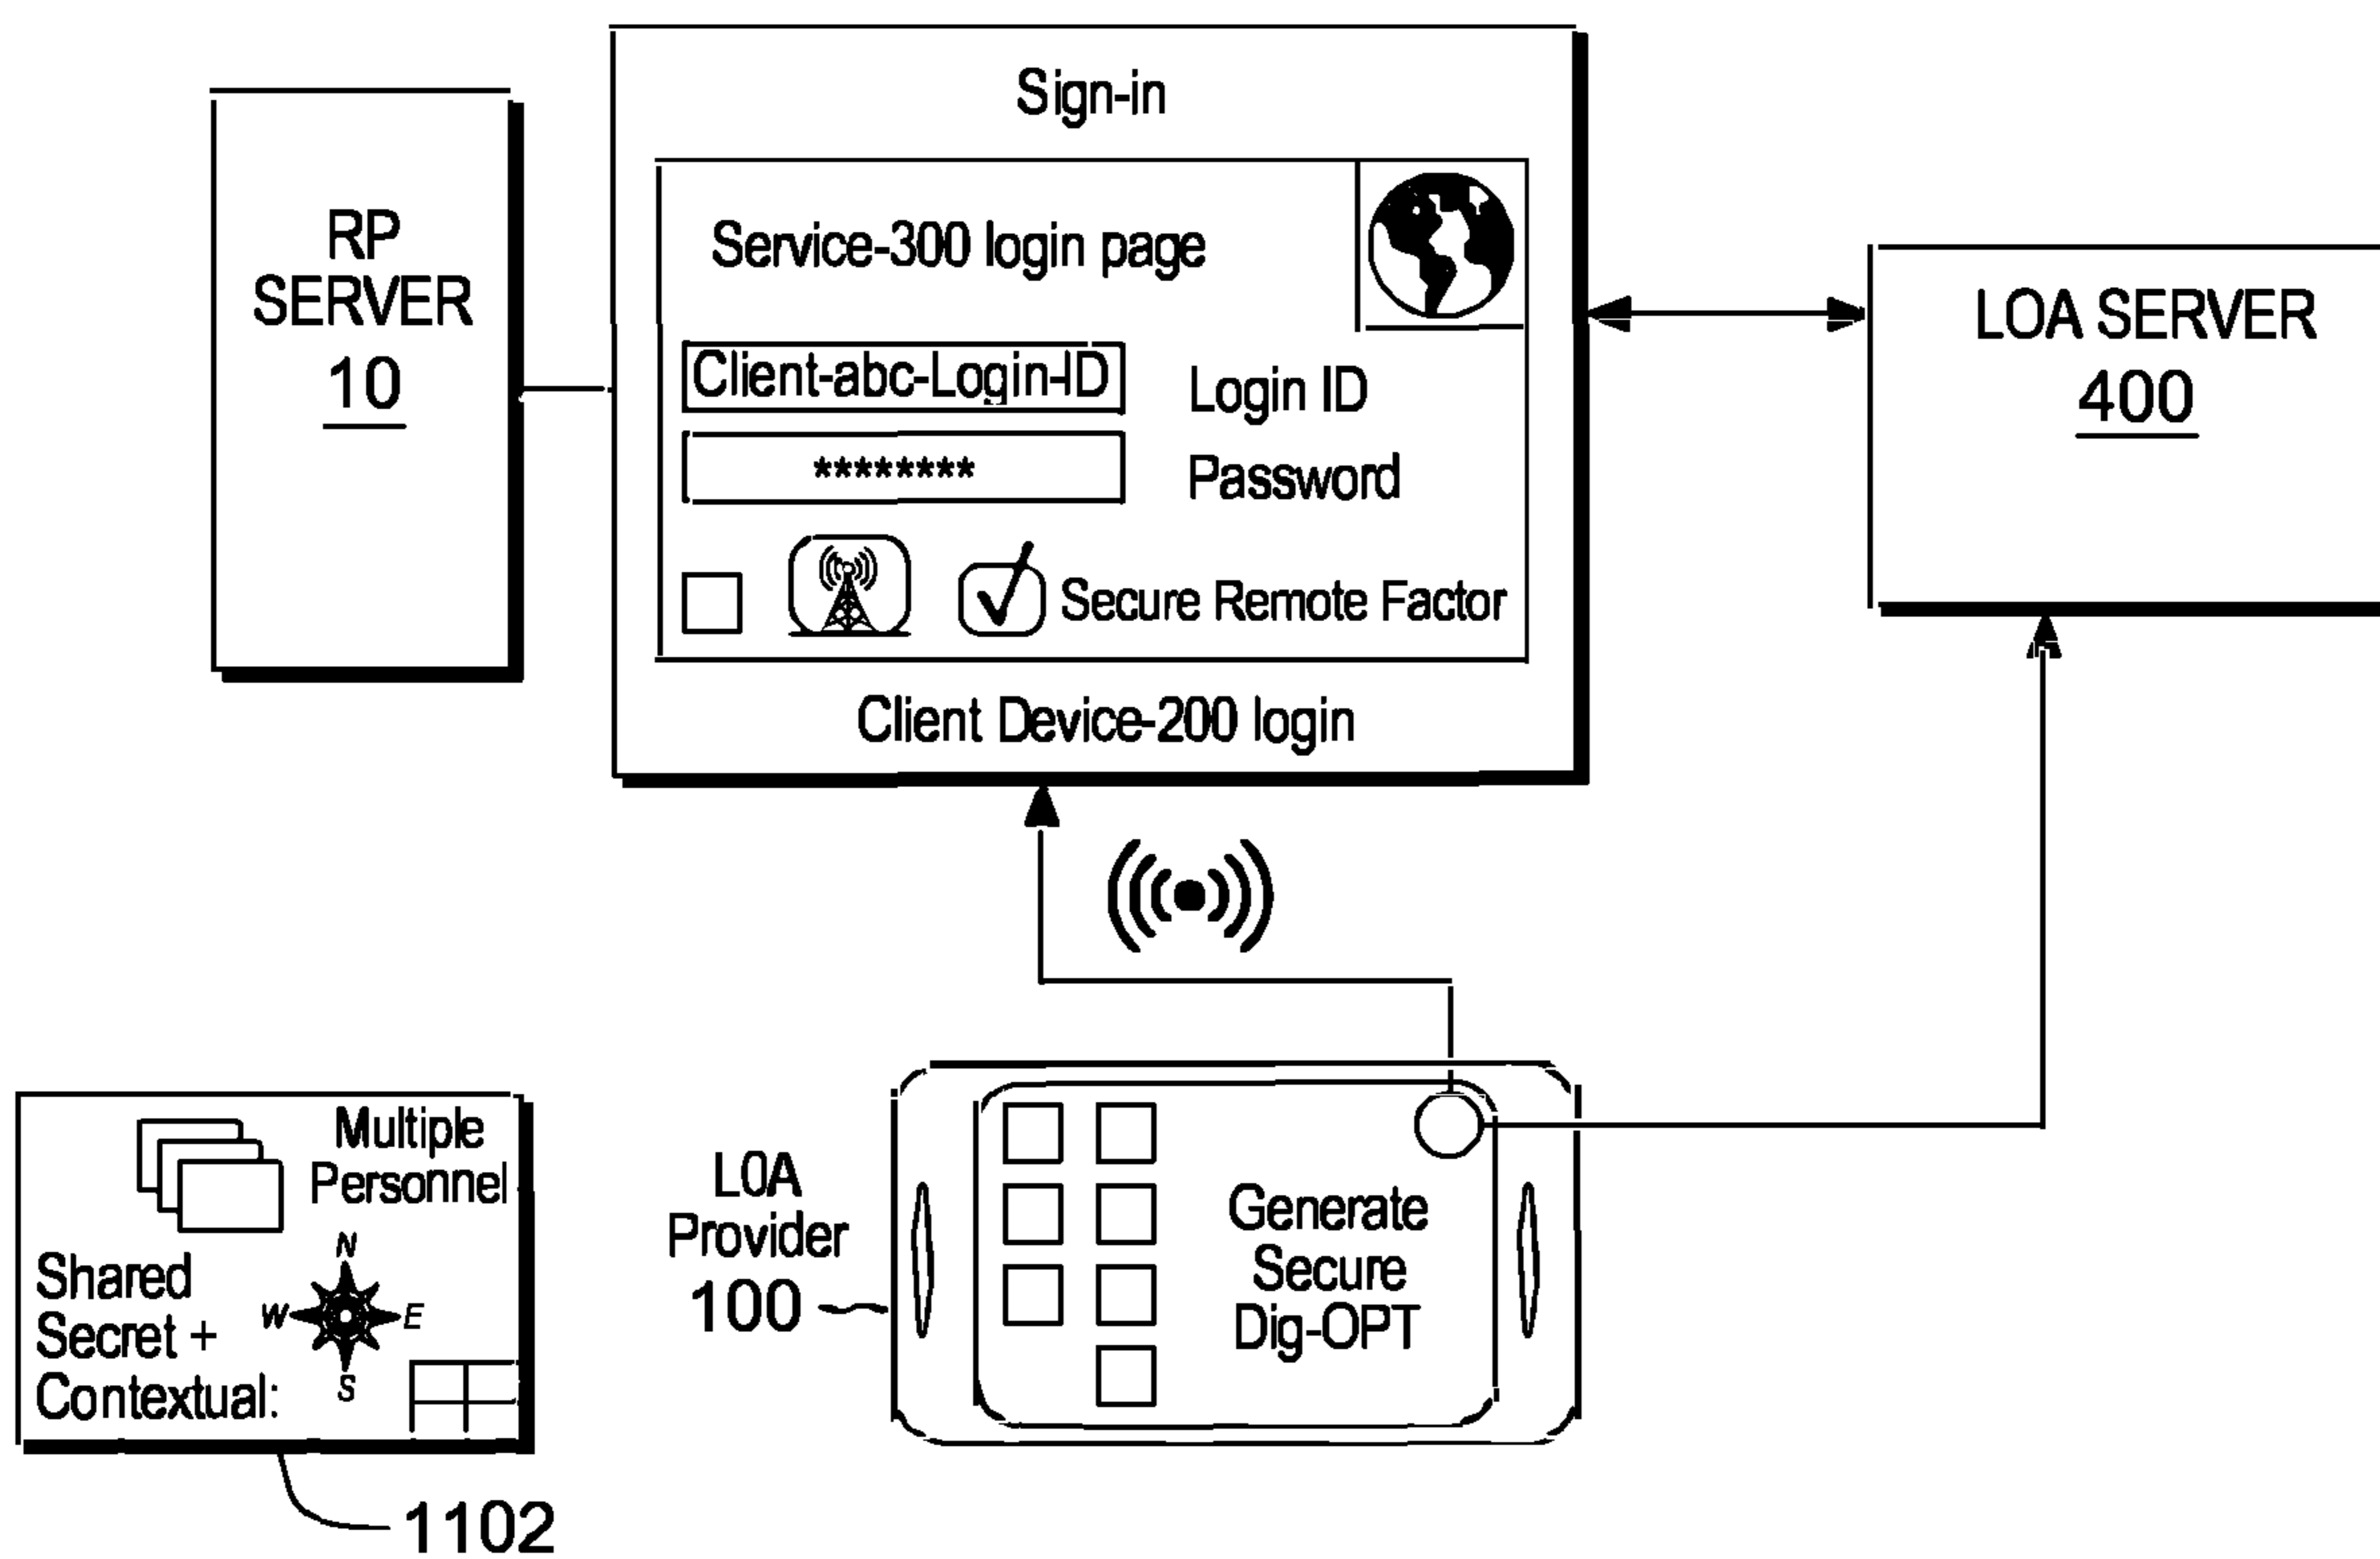 Sign-in
RP
SERVER
10
Service-300 login page
Client-abc-Login-ID
Login ID
********
Password
Secure Remote Factor
Client Device-200 login
LOA SERVER
400
Multiple
Personnel
Shared
Secret +
Contextual:
N
W
E
S
1102
L0A
Provider
100
Generate
Secure
Dig-OPT